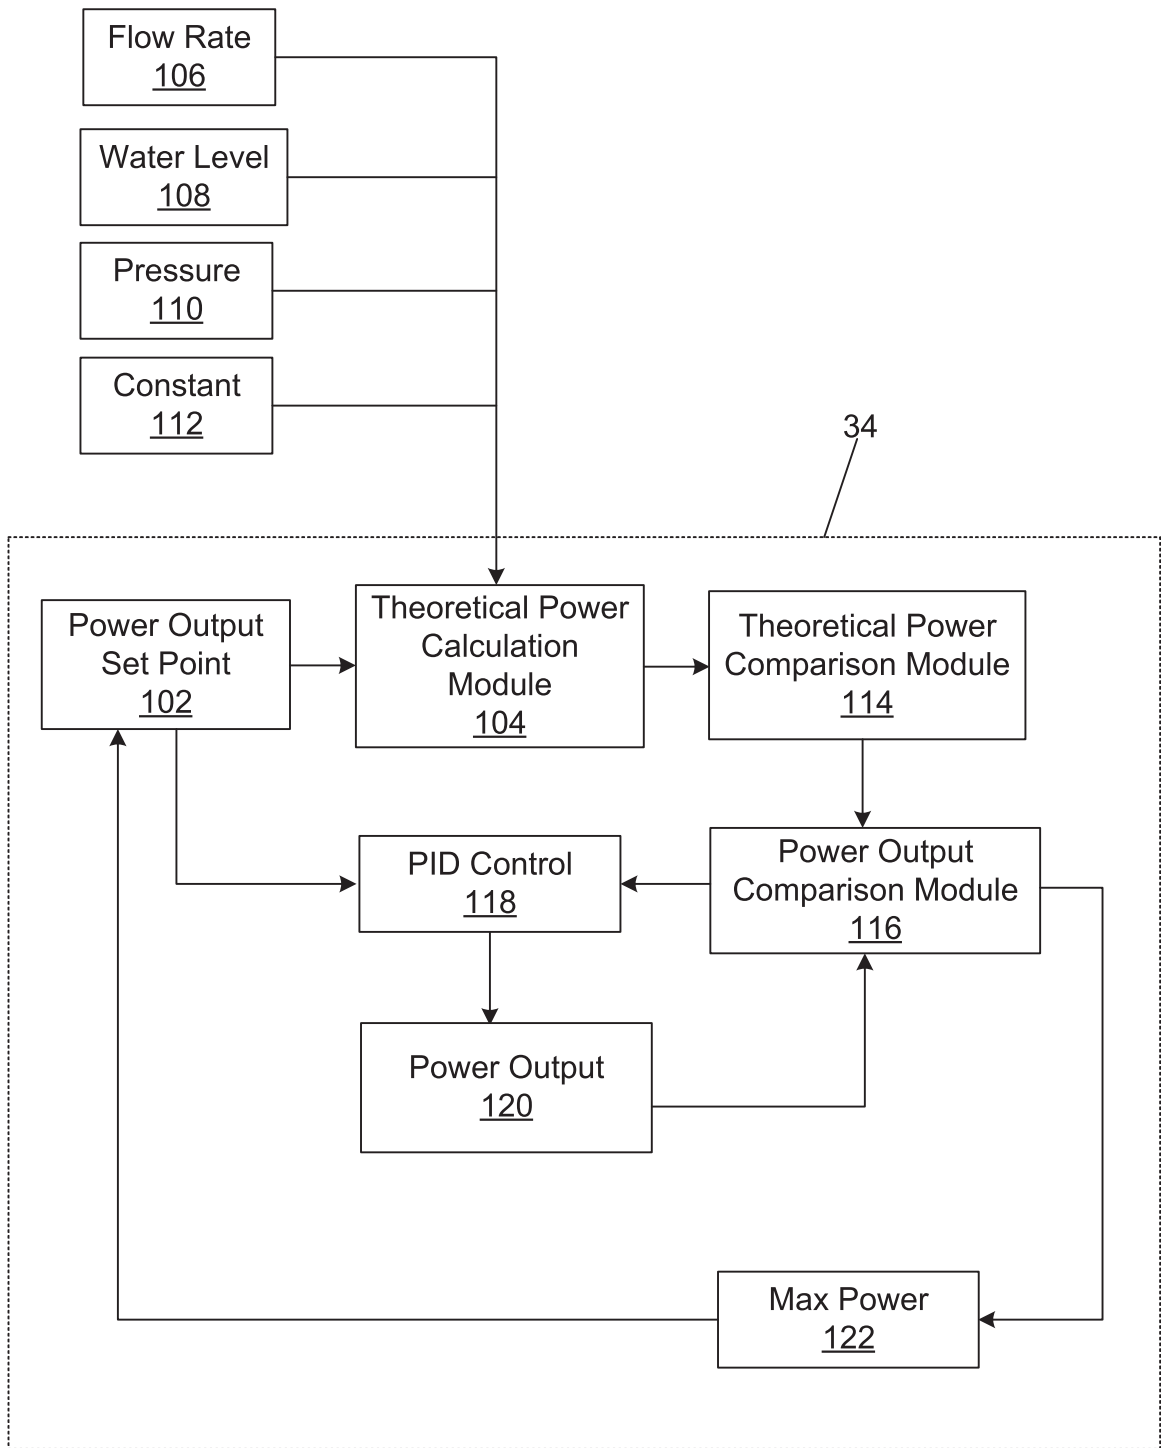 Flow Rate
106
Water Level
108
Pressure
110
Constant
112
34
Power Output
Set Point
102
Theoretical Power
Calculation
Module
104
Theoretical Power
Comparison Module
114
PID Control
118
Power Output
Comparison Module
116
Power Output
120
Max Power
122